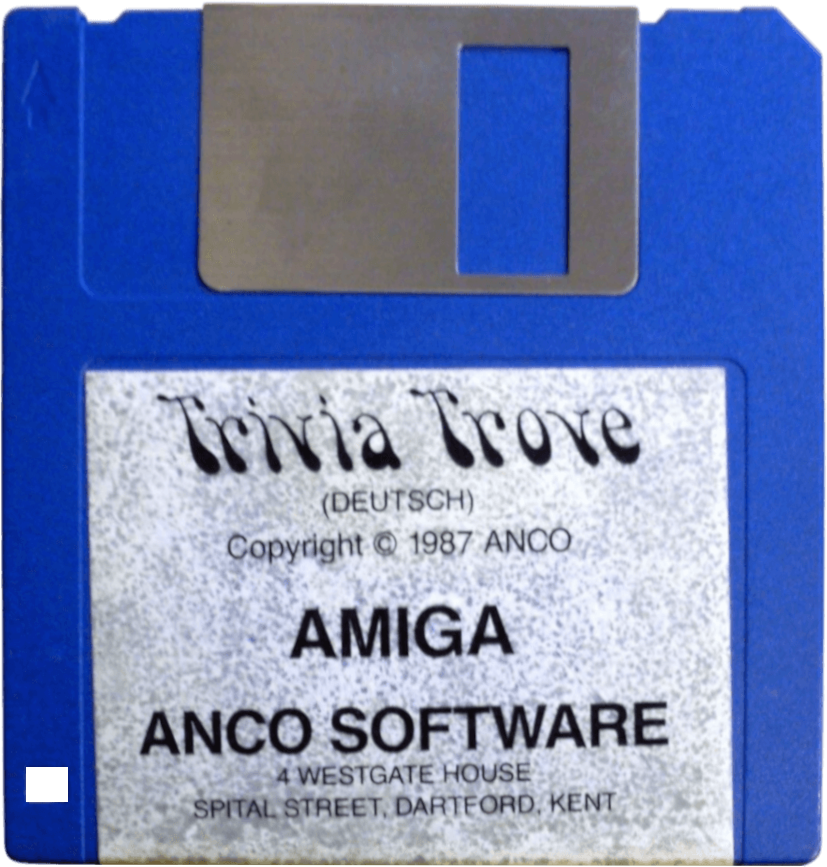 Trivia Trove
(DEUTSCH)
Copyright © 1987 ANCO
AMIGA
ANCO SOFTWARE
4 WESTGATE HOUSE
SPITAL STREET, DARTFORD, KENT